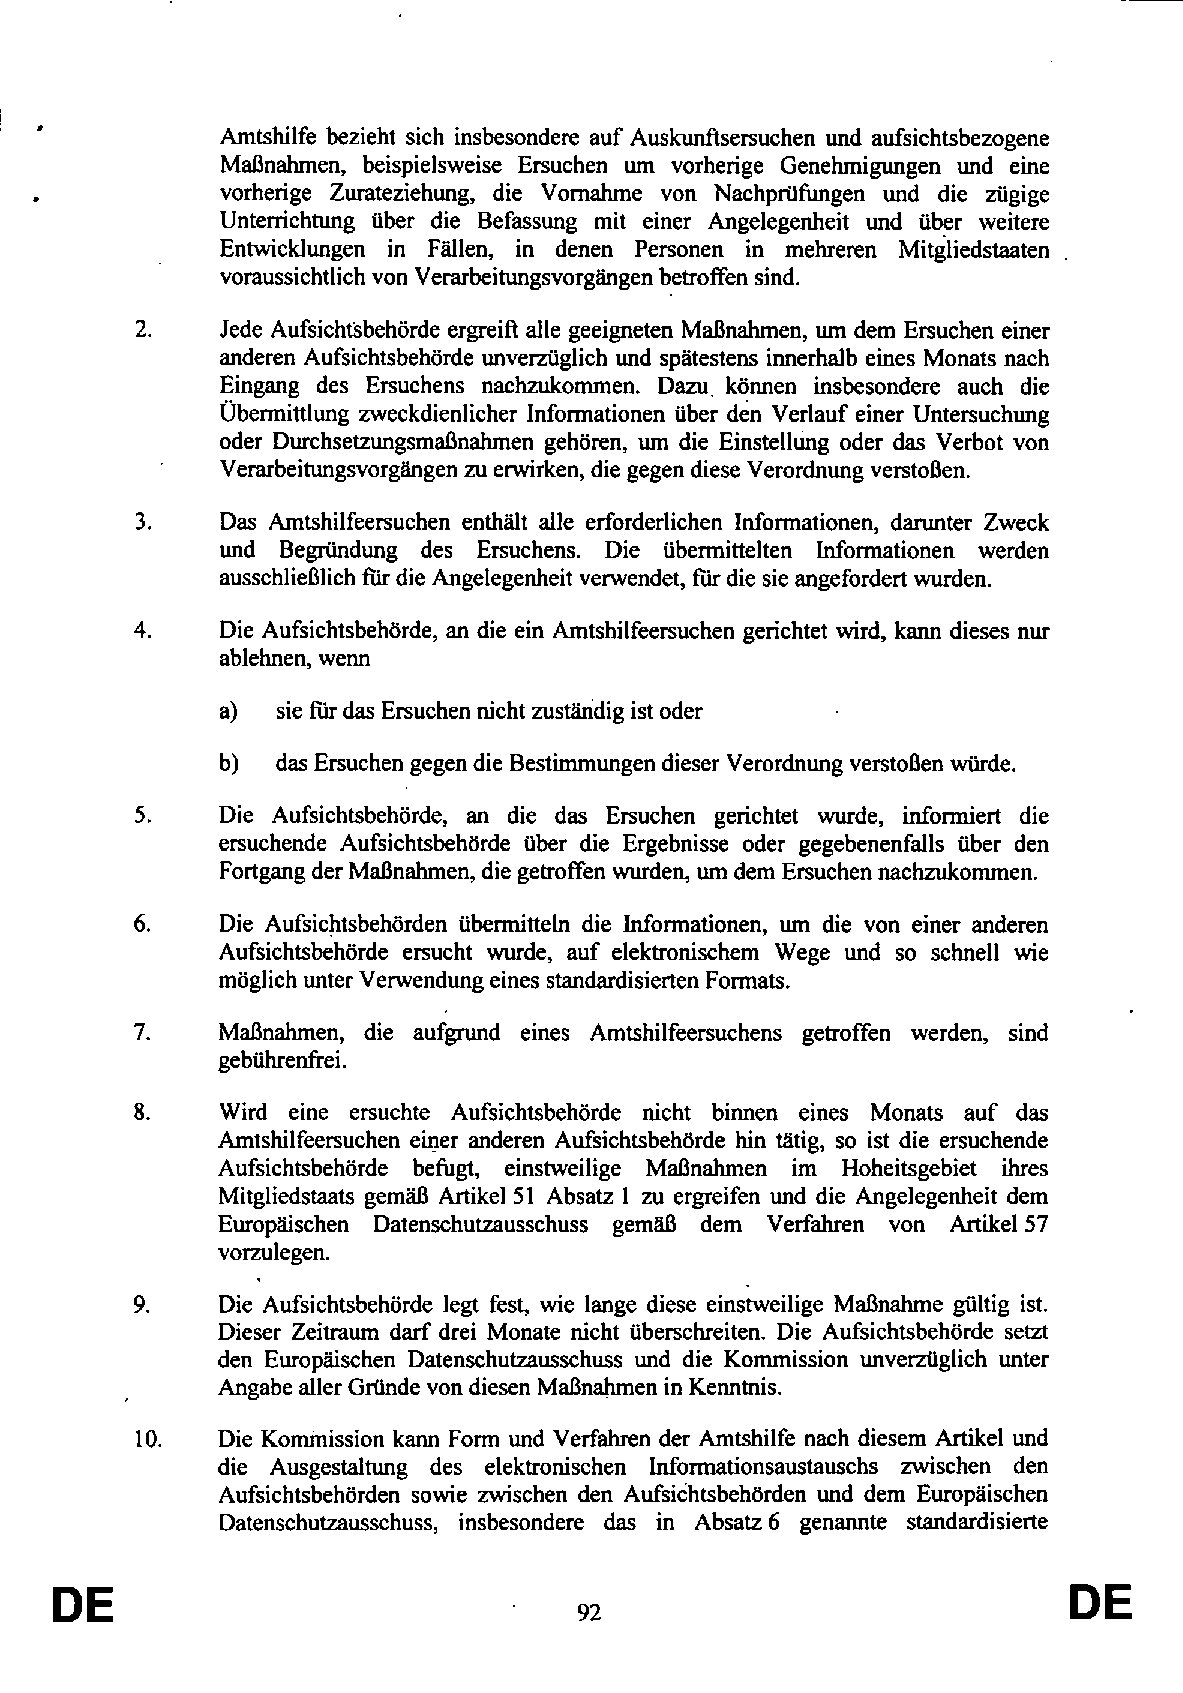 Amtshilfe bezieht sich insbesondere auf Auskunftsersuchen und aufsichtsbezogene
Maßnahmen, beispielsweise Ersuchen um vorherige Genehmigungen und eine
vorherige Zurateziehung, die Vornahme von Nachprüfungen und die zügige
Unterrichtung über die Befassung mit einer Angelegenheit und über weitere
Entwicklungen in Fällen, in denen Personen in mehreren Mitgliedstaaten
voraussichtlich von Verarbeitungsvorgängen betroffen sind.
2. Jede Aufsichtsbehörde ergreift alle geeigneten Maßnahmen, um dem Ersuchen einer
anderen Aufsichtsbehörde unverzüglich und spätestens innerhalb eines Monats nach
Eingang des Ersuchens nachzukommen. Dazu können insbesondere auch die
Übermittlung zweckdienlicher Informationen über den Verlauf einer Untersuchung
oder Durchsetzungsmaßnahmen gehören, um die Einstellung oder das Verbot von
Verarbeitungsvorgängen zu erwirken, die gegen diese Verordnung verstoßen.
3. Das Amtshilfeersuchen enthält alle erforderlichen Informationen, darunter Zweck
und Begründung des Ersuchens. Die übermittelten Informationen werden
ausschließlich für die Angelegenheit verwendet, für die sie angefordert wurden.
4. Die Aufsichtsbehörde, an die ein Amtshilfeersuchen gerichtet wird, kann dieses nur
ablehnen, wenn
a) sie für das Ersuchen nicht zuständig ist oder
b) das Ersuchen gegen die Bestimmungen dieser Verordnung verstoßen würde.
5. Die Aufsichtsbehörde, an die das Ersuchen gerichtet wurde, informiert die
ersuchende Aufsichtsbehörde über die Ergebnisse oder gegebenenfalls über den
Fortgang der Maßnahmen, die getroffen wurden, um dem Ersuchen nachzukommen.
6. Die Aufsichtsbehörden übermitteln die Informationen, um die von einer anderen
Aufsichtsbehörde ersucht wurde, auf elektronischem Wege und so schnell wie
möglich unter Verwendung eines standardisierten Formats.
7. Maßnahmen, die aufgrund eines Amtshilfeersuchens getroffen werden, sind
gebührenfrei.
8. Wird eine ersuchte Aufsichtsbehörde nicht binnen eines Monats auf das
Amtshilfeersuchen einer anderen Aufsichtsbehörde hin tätig, so ist die ersuchende
Aufsichtsbehörde befugt, einstweilige Maßnahmen im Hoheitsgebiet ihres
Mitgliedstaats gemäß Artikel 51 Absatz 1 zu ergreifen und die Angelegenheit dem
Europäischen Datenschutzausschuss gemäß dem Verfahren von Artikel 57
vorzulegen.
9. Die Aufsichtsbehörde legt fest, wie lange diese einstweilige Maßnahme gültig ist.
Dieser Zeitraum darf drei Monate nicht überschreiten. Die Aufsichtsbehörde setzt
den Europäischen Datenschutzausschuss und die Kommission unverzüglich unter
Angabe aller Gründe von diesen Maßnahmen in Kenntnis.
10. Die Kommission kann Form und Verfahren der Amtshilfe nach diesem Artikel und
die Ausgestaltung des elektronischen Informationsaustauschs zwischen den
Aufsichtsbehörden sowie zwischen den Aufsichtsbehörden und dem Europäischen
Datenschutzausschuss, insbesondere das in Absatz 6 genannte standardisierte
DE 92 DE